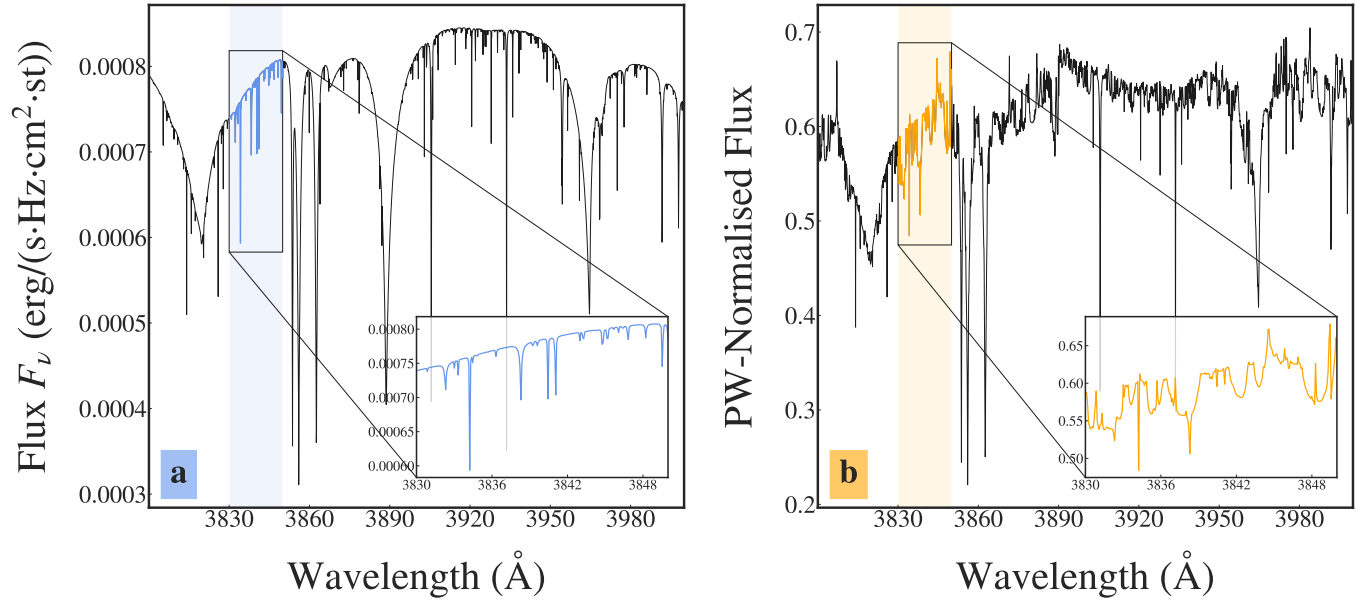 Flux Fν (erg/(s·Hz·cm²·st))
0.0008
0.0007
0.0006
0.0005
0.0004
0.0003
3830 3860 3890 3920 3950 3980
Wavelength (Å)
a
0.00080
0.00075
0.00070
0.00065
0.00060
3830 3836 3842 3848
PW-Normalised Flux
0.7
0.6
0.5
0.4
0.3
0.2
3830 3860 3890 3920 3950 3980
Wavelength (Å)
b
0.65
0.60
0.55
0.50
3830 3836 3842 3848